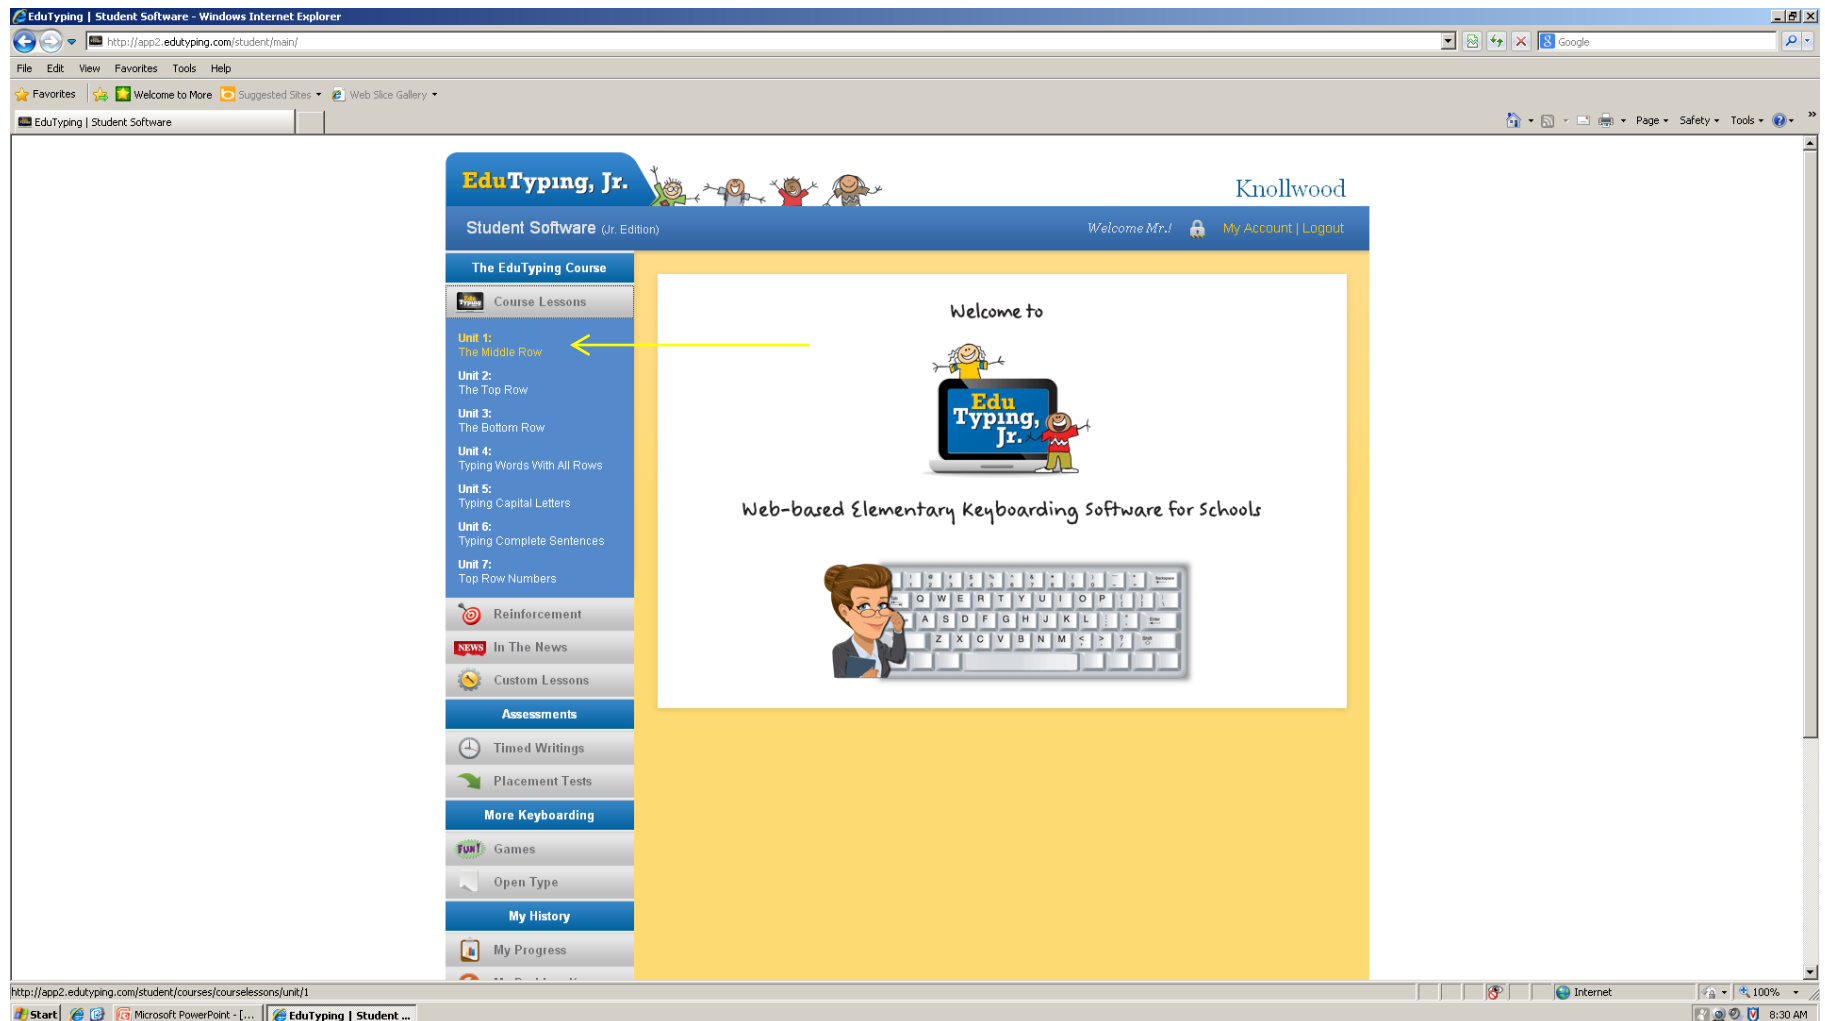 EduTyping | Student Software - Windows Internet Explorer
http://app2.edutyping.com/student/main/
Google
File Edit View Favorites Tools Help
Favorites Welcome to More Suggested Sites Web Slice Gallery
EduTyping | Student Software
Page Safety Tools
EduTyping, Jr.
Knollwood
Student Software (Jr. Edition)
Welcome Mr.! My Account | Logout
The EduTyping Course
Course Lessons
Unit 1:
The Middle Row
Unit 2:
The Top Row
Unit 3:
The Bottom Row
Unit 4:
Typing Words With All Rows
Unit 5:
Typing Capital Letters
Unit 6:
Typing Complete Sentences
Unit 7:
Top Row Numbers
Reinforcement
NEWS In The News
Custom Lessons
Assessments
Timed Writings
Placement Tests
More Keyboarding
FUN! Games
Open Type
My History
My Progress
Welcome to
Edu
Typing,
Jr.
Web-based Elementary Keyboarding Software for Schools
Q W E R T Y U I O P
A S D F G H J K L
Z X C V B N M
http://app2.edutyping.com/student/courses/courselessons/unit/1
Internet
100%
Start
Microsoft PowerPoint - [...
EduTyping | Student ...
8:30 AM